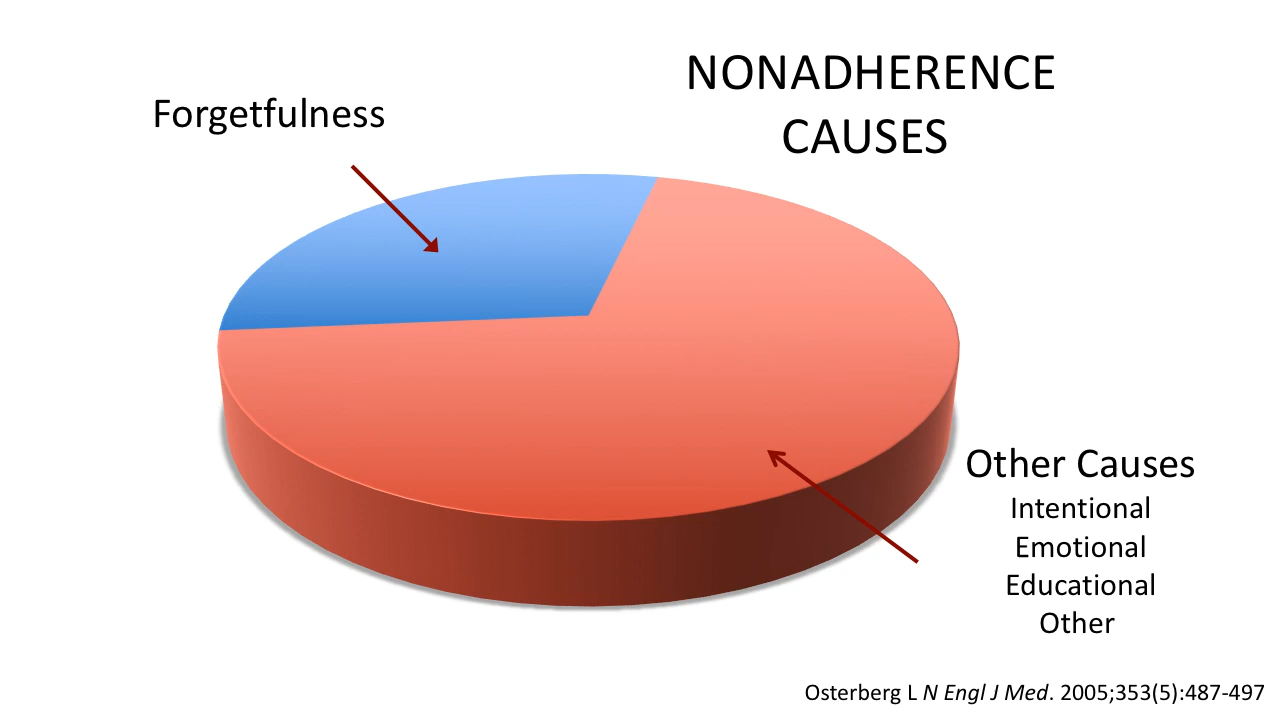 NONADHERENCE
CAUSES
Forgetfulness
Other Causes
Intentional
Emotional
Educational
Other
Osterberg L N Engl J Med. 2005;353(5):487-497